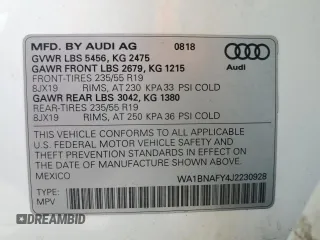 MFD. BY AUDI AG 0818
GVWR LBS 5456, KG 2475
GAWR FRONT LBS 2679, KG 1215
FRONT-TIRES 235/55 R19
8JX19 RIMS, AT 230 KPA 33 PSI COLD
GAWR REAR LBS 3042, KG 1380
REAR-TIRES 235/55 R19
8JX19 RIMS, AT 250 KPA 36 PSI COLD
Audi
THIS VEHICLE CONFORMS TO ALL APPLICABLE
U.S. FEDERAL MOTOR VEHICLE SAFETY AND
THEFT PREVENTION STANDARDS IN EFFECT ON THE
DATE OF MANUFACTURE SHOWN ABOVE.
MEXICO WA1BNAFY4J2230928
TYPE:
MPV